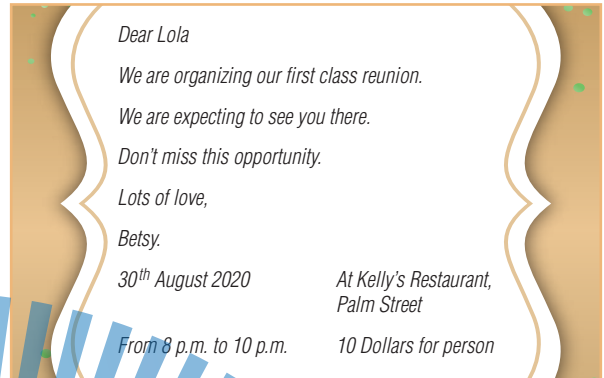 Dear Lola
We are organizing our first class reunion.
We are expecting to see you there.
Don't miss this opportunity.
Lots of love,
Betsy.
30th August 2020
At Kelly's Restaurant,
Palm Street
From 8 p.m. to 10 p.m.
10 Dollars for person